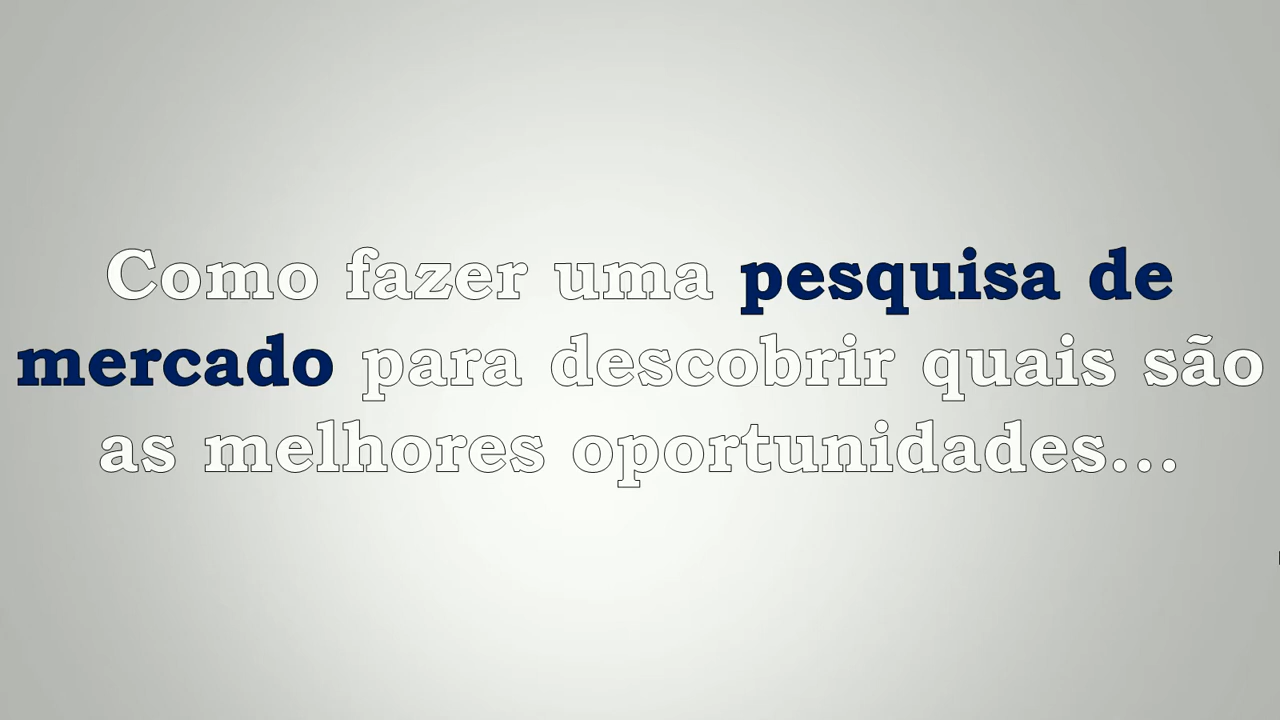 Como fazer uma pesquisa de
mercado para descobrir quais são
as melhores oportunidades...